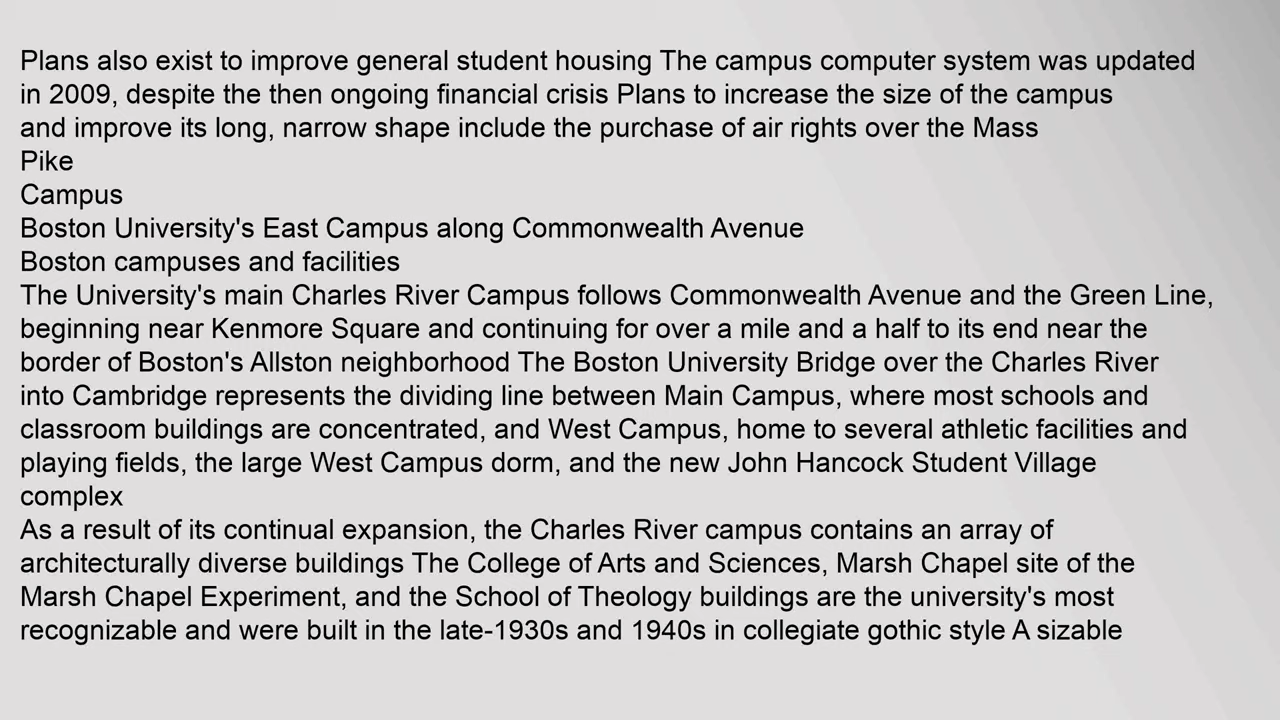 Plans also exist to improve general student housing The campus computer system was updated
in 2009, despite the then ongoing financial crisis Plans to increase the size of the campus
and improve its long, narrow shape include the purchase of air rights over the Mass
Pike
Campus
Boston University's East Campus along Commonwealth Avenue
Boston campuses and facilities
The University's main Charles River Campus follows Commonwealth Avenue and the Green Line,
beginning near Kenmore Square and continuing for over a mile and a half to its end near the
border of Boston's Allston neighborhood The Boston University Bridge over the Charles River
into Cambridge represents the dividing line between Main Campus, where most schools and
classroom buildings are concentrated, and West Campus, home to several athletic facilities and
playing fields, the large West Campus dorm, and the new John Hancock Student Village
complex
As a result of its continual expansion, the Charles River campus contains an array of
architecturally diverse buildings The College of Arts and Sciences, Marsh Chapel site of the
Marsh Chapel Experiment, and the School of Theology buildings are the university's most
recognizable and were built in the late-1930s and 1940s in collegiate gothic style A sizable